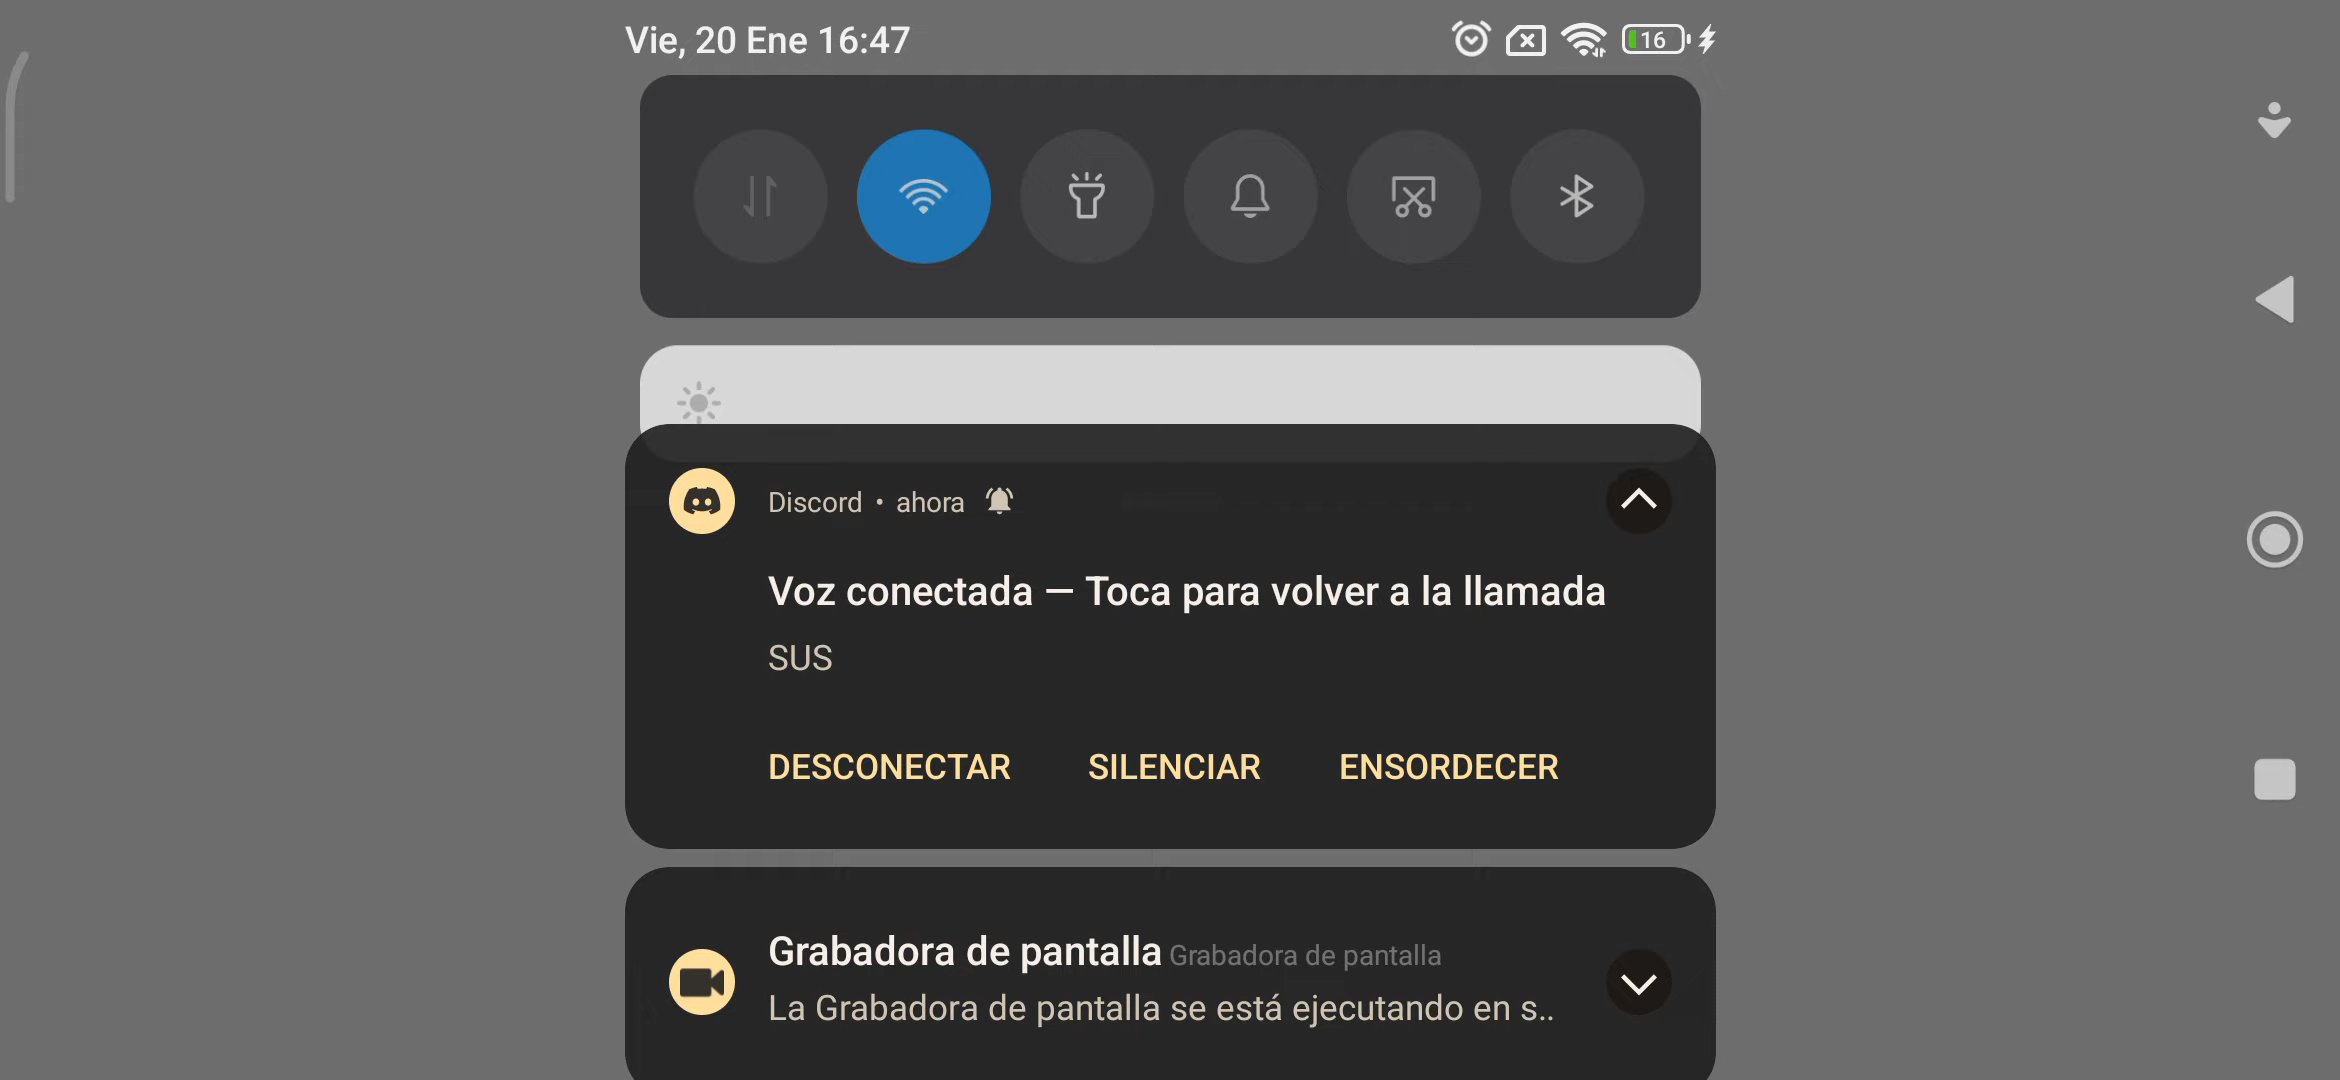 Vie, 20 Ene 16:47
16
Discord • ahora
Voz conectada — Toca para volver a la llamada
SUS
DESCONECTAR SILENCIAR ENSORDECER
Grabadora de pantalla Grabadora de pantalla
La Grabadora de pantalla se está ejecutando en s..